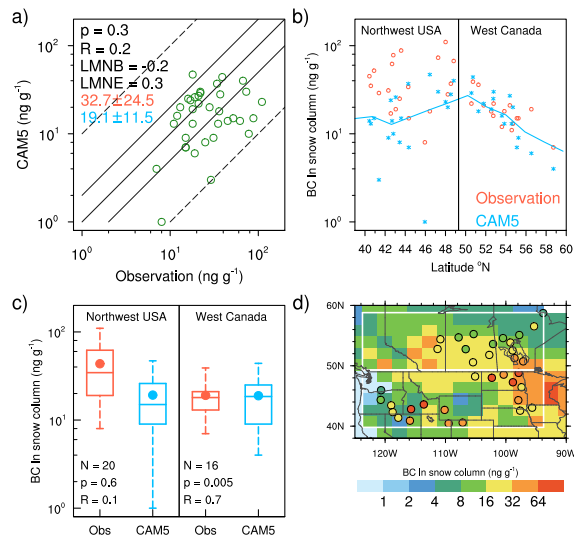 a)
p = 0.3
R = 0.2
LMNB = -0.2
LMNE = 0.3
32.7±24.5
19.1±11.5
CAM5 (ng g⁻¹)
10²
10¹
10⁰
10⁰ 10¹ 10²
Observation (ng g⁻¹)
b)
Northwest USA West Canada
BC In snow column (ng g⁻¹)
10²
10¹
10⁰
Observation
CAM5
40 42 44 46 48 50 52 54 56 58 60
Latitude °N
c)
Northwest USA West Canada
BC In snow column (ng g⁻¹)
10²
10¹
10⁰
N = 20 N = 16
p = 0.6 p = 0.005
R = 0.1 R = 0.7
Obs CAM5 Obs CAM5
d)
60N
50N
40N
120W 110W 100W 90W
BC In snow column (ng g⁻¹)
1 2 4 8 16 32 64